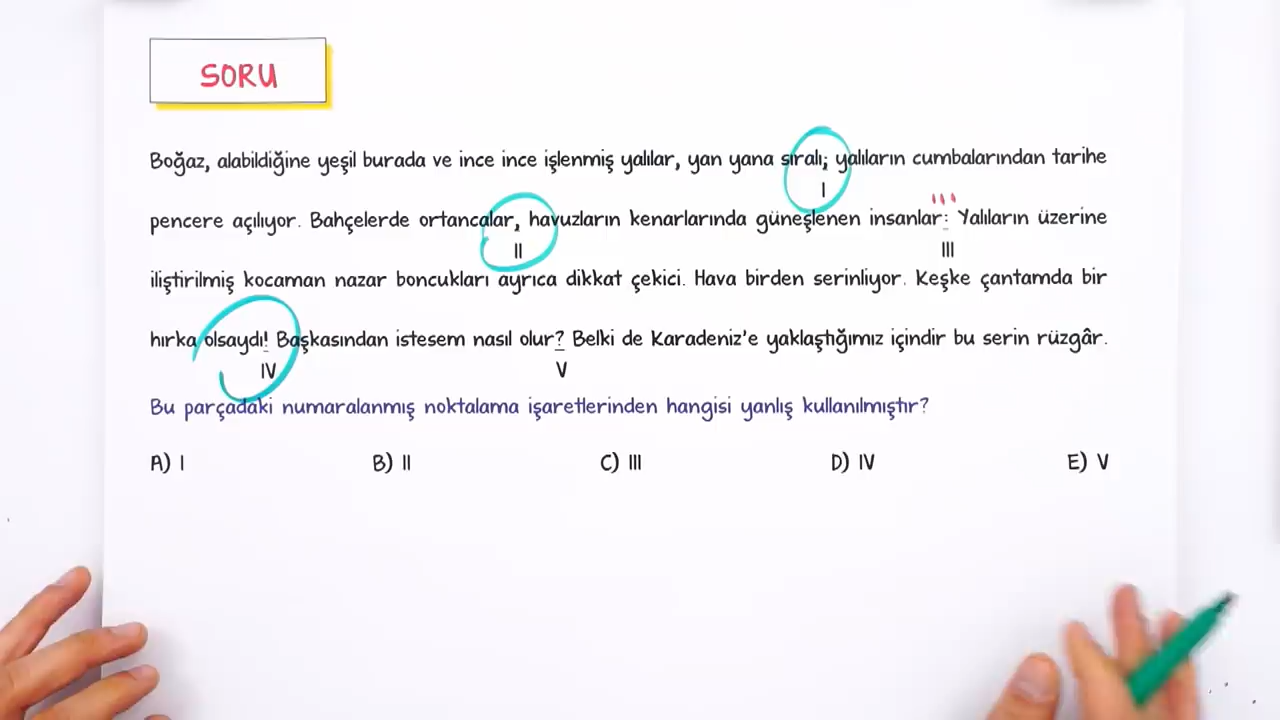 SORU
Boğaz, alabildiğine yeşil burada ve ince ince işlenmiş yalılar, yan yana sıralı; yalıların cumbalarından tarihe
I
pencere açılıyor. Bahçelerde ortancalar, havuzların kenarlarında güneşlenen insanlar: Yalıların üzerine
II III
iliştirilmiş kocaman nazar boncukları ayrıca dikkat çekici. Hava birden serinliyor. Keşke çantamda bir
hırka olsaydı! Başkasından istesem nasıl olur? Belki de Karadeniz'e yaklaştığımız içindir bu serin rüzgâr.
IV V
Bu parçadaki numaralanmış noktalama işaretlerinden hangisi yanlış kullanılmıştır?
A) I B) II C) III D) IV E) V